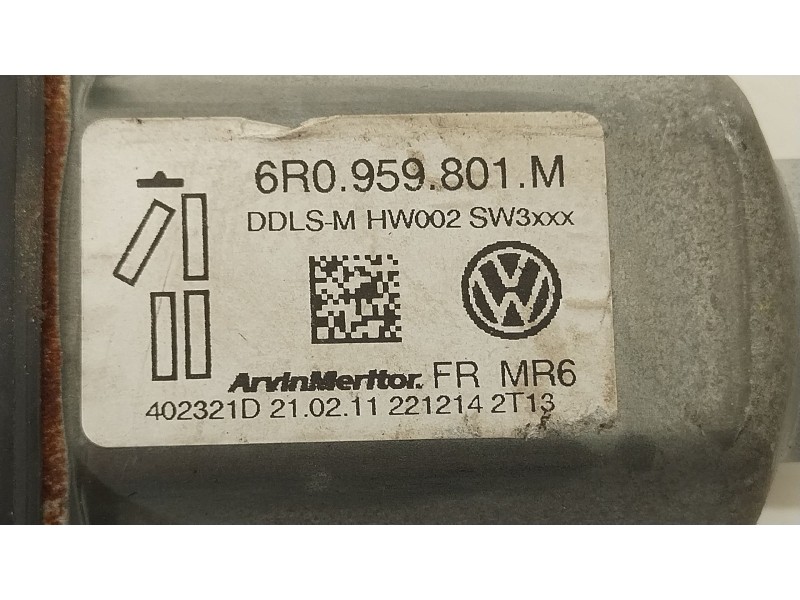 6R0.959.801.M
DDLS-M HW002 SW3xxx
ArvinMeritor. FR MR6
402321D 21.02.11 221214 2T13